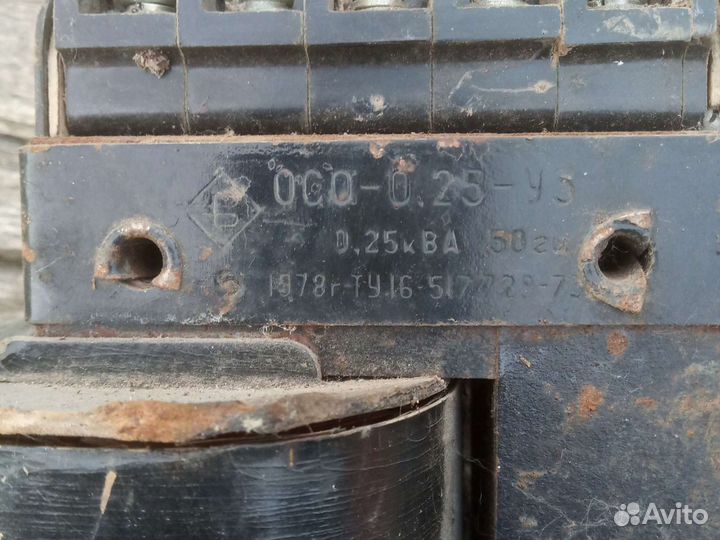 Б ОСО-0.25-У3
0.25кВА 50гц
1978г ТУ16·517
Avito